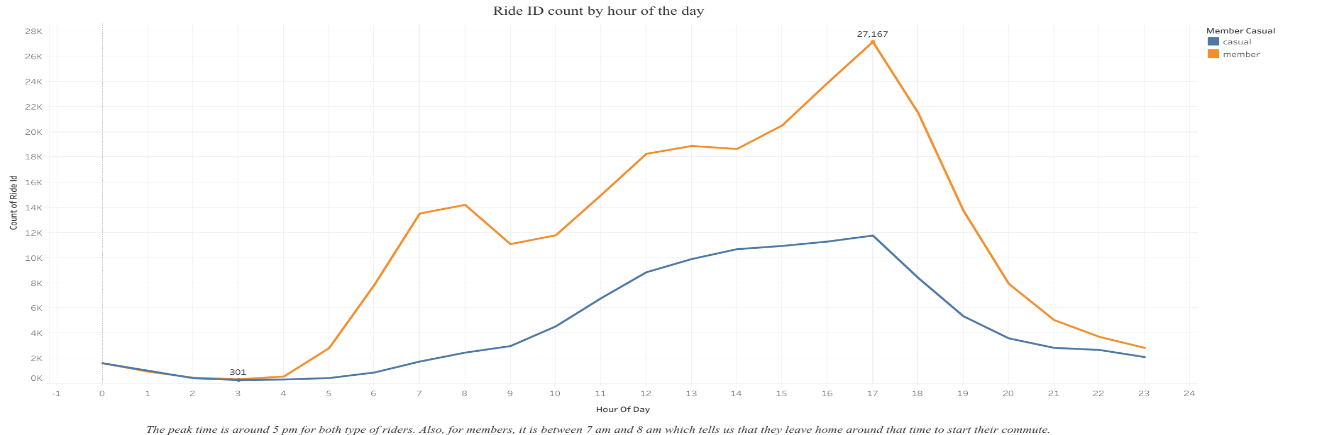 Ride ID count by hour of the day
Member Casual
casual
member
28K
26K
24K
22K
20K
18K
16K
14K
12K
10K
8K
6K
4K
2K
0K
Count of Ride Id
27,167
301
-1 0 1 2 3 4 5 6 7 8 9 10 11 12 13 14 15 16 17 18 19 20 21 22 23 24
Hour Of Day
The peak time is around 5 pm for both type of riders. Also, for members, it is between 7 am and 8 am which tells us that they leave home around that time to start their commute.